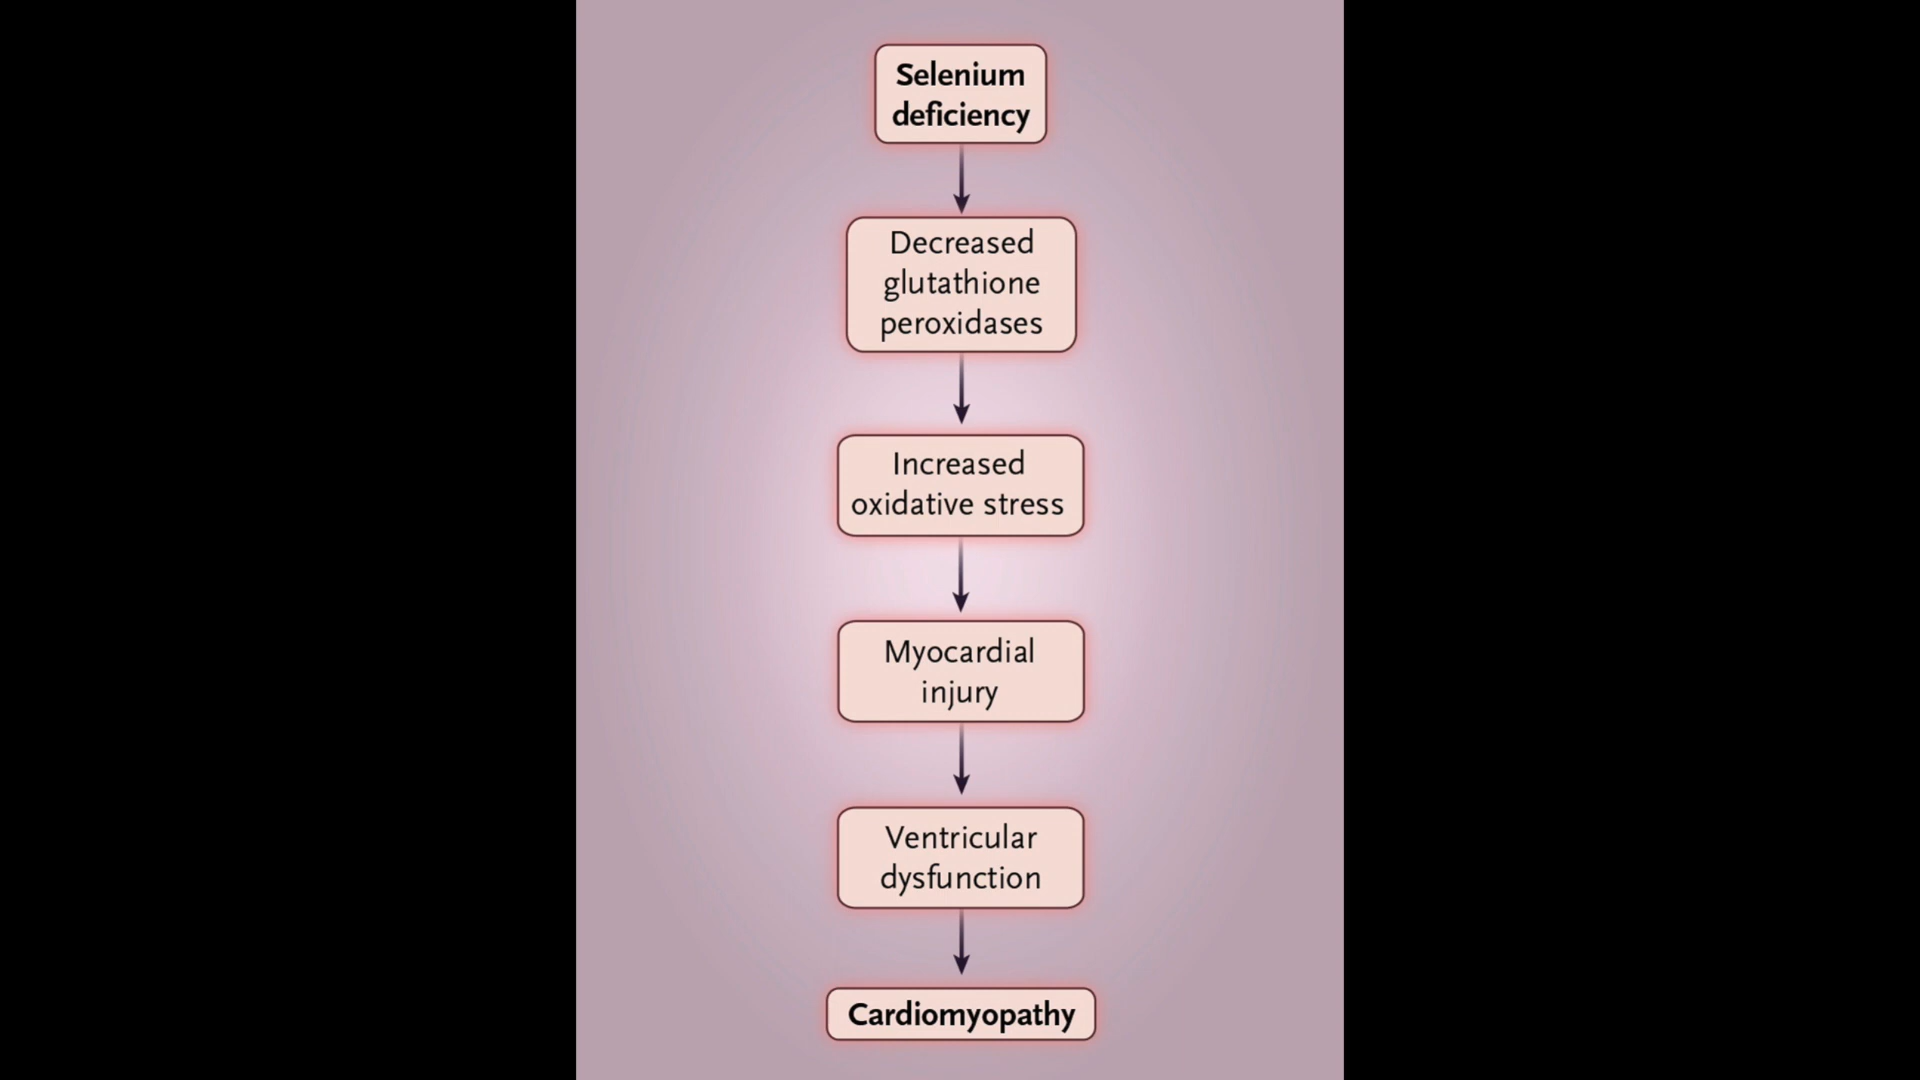 Selenium
deficiency
Decreased
glutathione
peroxidases
Increased
oxidative stress
Myocardial
injury
Ventricular
dysfunction
Cardiomyopathy